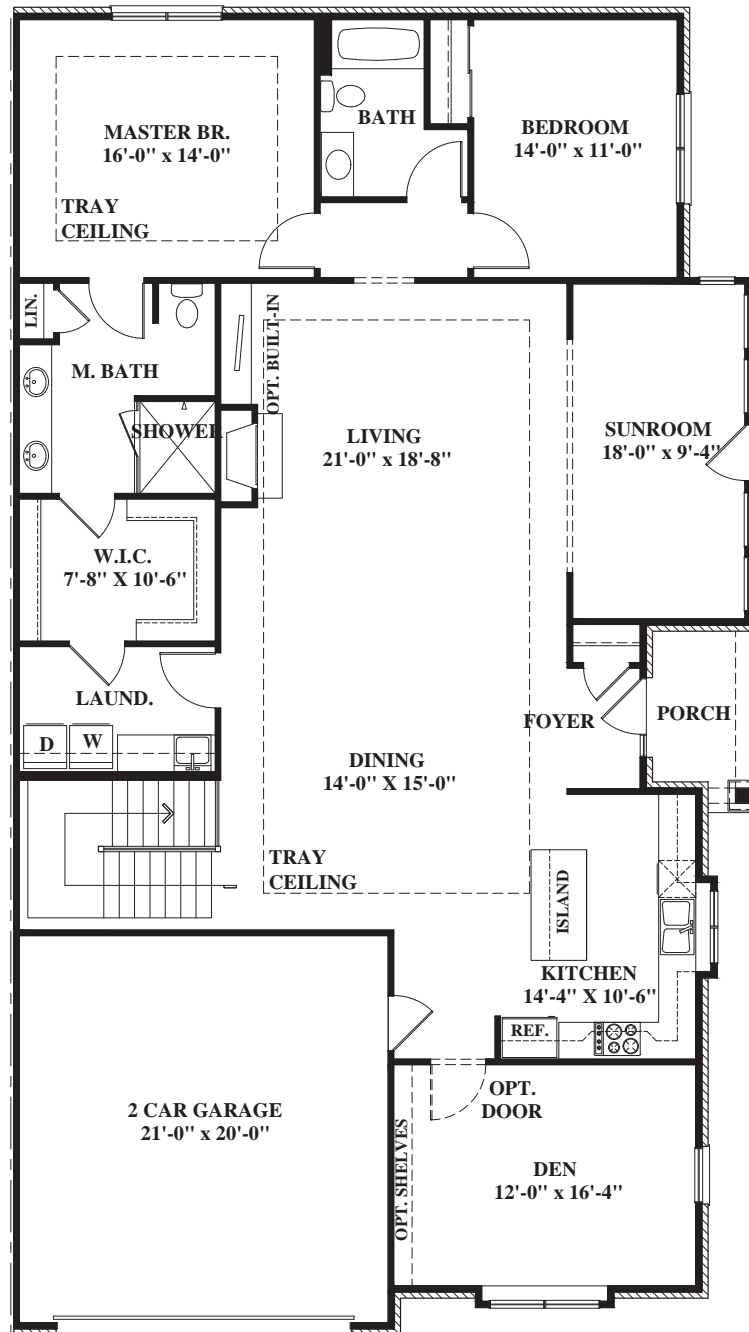 MASTER BR.
16'-0" x 14'-0"
TRAY
CEILING
BATH
BEDROOM
14'-0" x 11'-0"
LIN.
M. BATH
SHOWER
OPT. BUILT-IN
LIVING
21'-0" x 18'-8"
SUNROOM
18'-0" x 9'-4"
W.I.C.
7'-8" X 10'-6"
LAUND.
D
W
FOYER
PORCH
DINING
14'-0" X 15'-0"
TRAY
CEILING
ISLAND
KITCHEN
14'-4" X 10'-6"
REF.
2 CAR GARAGE
21'-0" x 20'-0"
OPT.
DOOR
OPT. SHELVES
DEN
12'-0" x 16'-4"